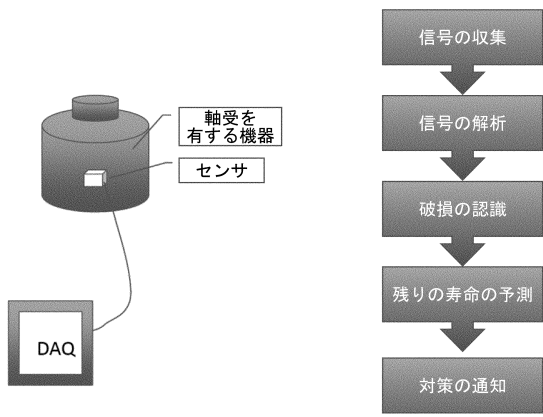 軸受を
有する機器
センサ
DAQ
信号の収集
信号の解析
破損の認識
残りの寿命の予測
対策の通知